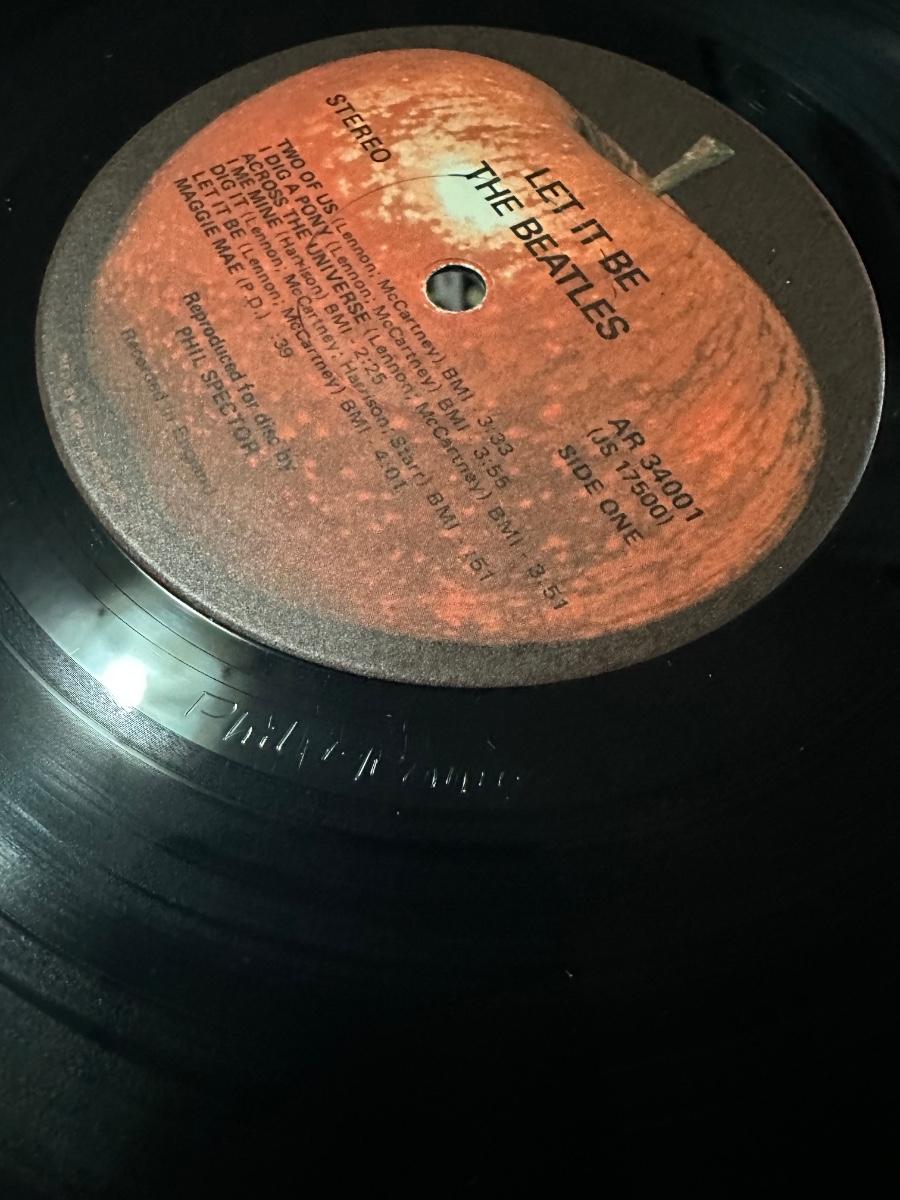 LET IT BE
THE BEATLES
STEREO
AR 34001
(JS 17500)
SIDE ONE
TWO OF US (Lennon, McCartney) BMI · 3:33
I DIG A PONY (Lennon, McCartney) BMI · 3:55
ACROSS THE UNIVERSE (Lennon, McCartney) BMI · 3:51
I ME MINE (Harrison) BMI · 2:25
DIG IT (Lennon, McCartney, Harrison, Starr) BMI · :51
LET IT BE (Lennon, McCartney) BMI · 4:01
MAGGIE MAE (P.D.) · :39
Reproduced for disc by
PHIL SPECTOR
Recorded in England